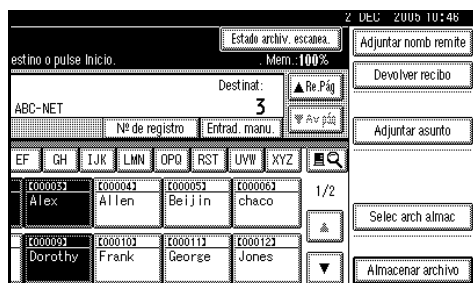 2 DEC 2005 10:46
Estado archiv. escanea.
Adjuntar nomb remite
estino o pulse Inicio.
Mem.:100%
Devolver recibo
Destinat:
▲Re.Pág
ABC-NET
3
▼Av pág
Nº de registro
Entrad. manu.
Adjuntar asunto
EF GH IJK LMN OPQ RST UVW XYZ
[00003] [00004] [00005] [00006]
Alex Allen Beijin chaco
1/2
▲
Selec arch almac
[00009] [00010] [00011] [00012]
Dorothy Frank George Jones
▼
Almacenar archivo